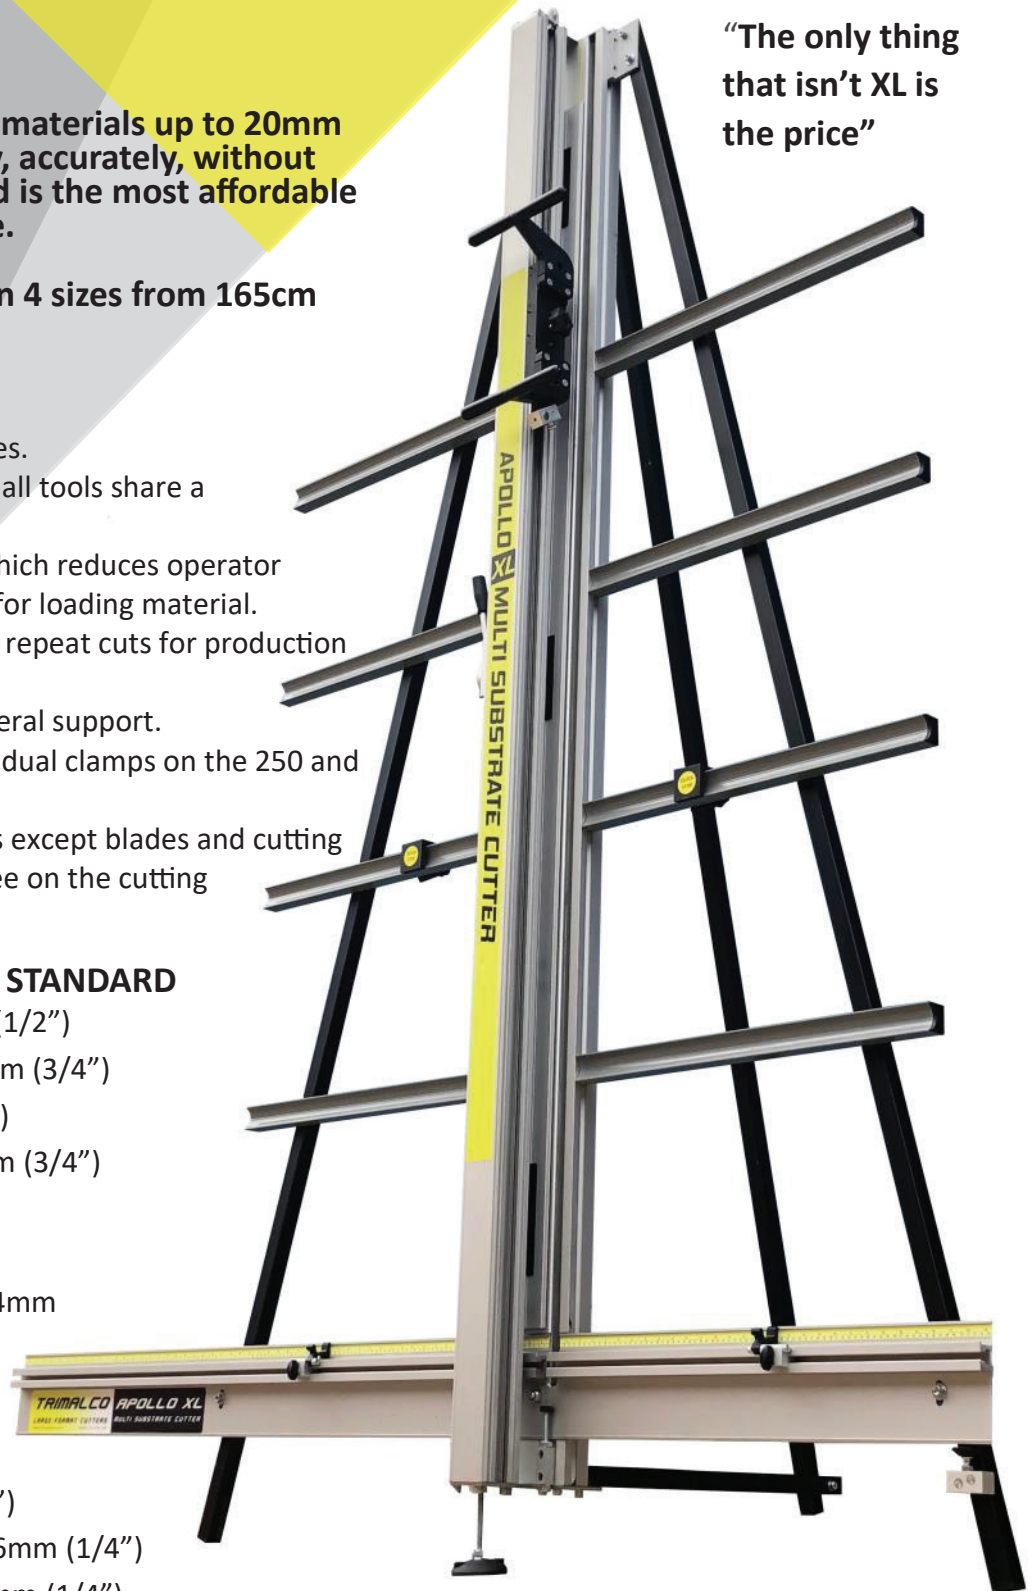 “The only thing
that isn’t XL is
the price”
materials up to 20mm
, accurately, without
d is the most affordable
e.
n 4 sizes from 165cm
es.
all tools share a
hich reduces operator
for loading material.
repeat cuts for production
eral support.
dual clamps on the 250 and
s except blades and cutting
ee on the cutting
STANDARD
(1/2”)
m (3/4”)
)
m (3/4”)
4mm
”)
6mm (1/4”)
mm (1/4”)
APOLLO XL MULTI SUBSTRATE CUTTER
TRIMALCO
LARGE FORMAT CUTTERS
APOLLO XL
MULTI SUBSTRATE CUTTER